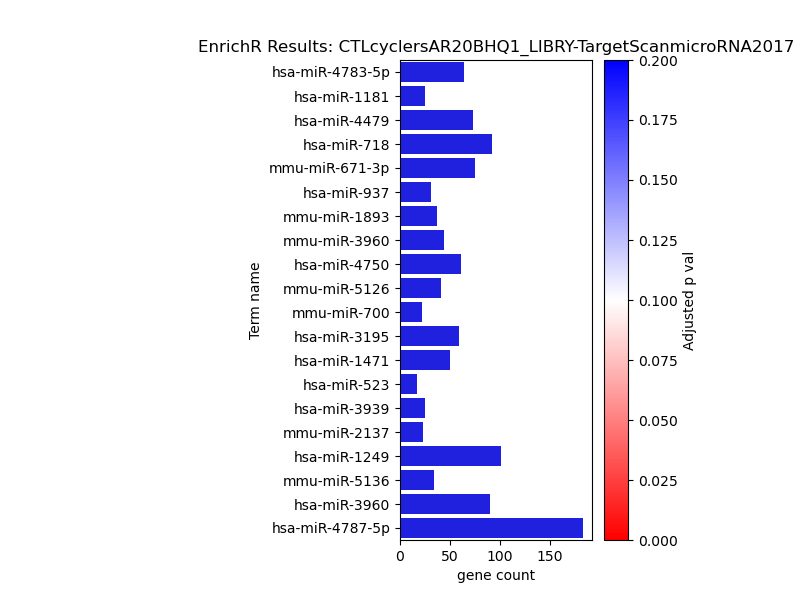 EnrichR Results: CTLcyclersAR20BHQ1_LIBRY-TargetScanmicroRNA2017
hsa-miR-4783-5p
hsa-miR-1181
hsa-miR-4479
hsa-miR-718
mmu-miR-671-3p
hsa-miR-937
mmu-miR-1893
mmu-miR-3960
hsa-miR-4750
mmu-miR-5126
mmu-miR-700
hsa-miR-3195
hsa-miR-1471
hsa-miR-523
hsa-miR-3939
mmu-miR-2137
hsa-miR-1249
mmu-miR-5136
hsa-miR-3960
hsa-miR-4787-5p
Term name
0 50 100 150
gene count
0.200
0.175
0.150
0.125
0.100
0.075
0.050
0.025
0.000
Adjusted p val